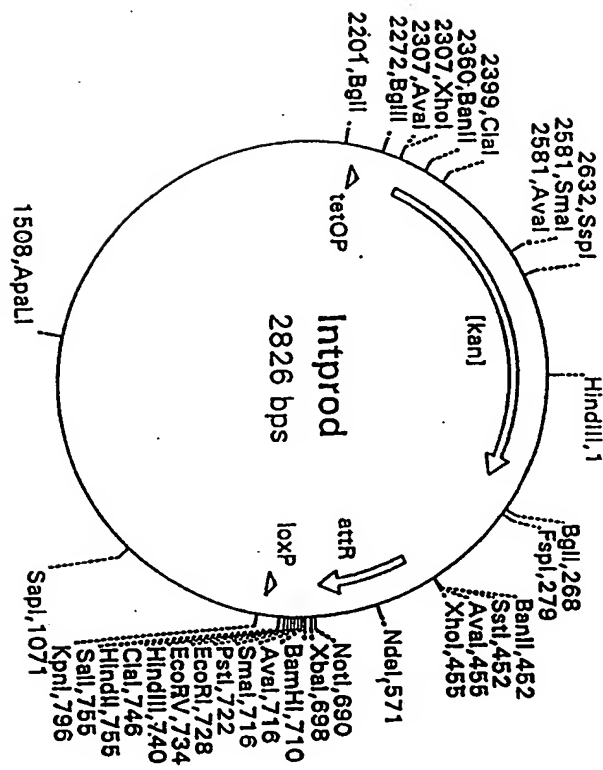 HindIII,1
2632,SspI
2581,SmaI
2581,AvaI
2399,ClaI
2360,BanII
2307,XhoI
2307,AvaI
2272,BglII
2201,BglI
BglI,268
FspI,279
BanII,452
SstI,452
AvaI,455
XhoI,455
NdeI,571
[kan]
tetOP
attR
loxP
Intprod
2826 bps
NotI,690
XbaI,698
BamHI,710
AvaI,716
SmaI,716
PstI,722
EcoRI,728
EcoRV,734
HindIII,740
ClaI,746
HindII,755
SalI,755
KpnI,796
1508,ApaLI
SapI,1071